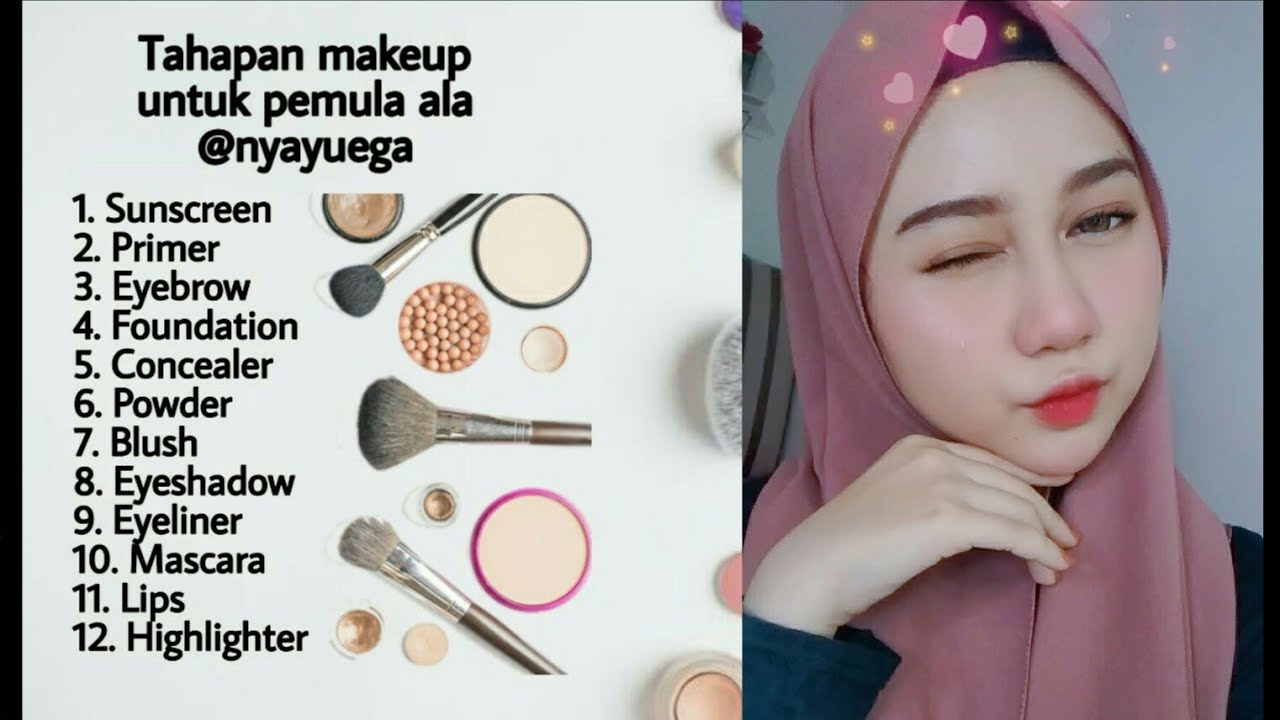 Tahapan makeup
untuk pemula ala
@nyayuega
1. Sunscreen
2. Primer
3. Eyebrow
4. Foundation
5. Concealer
6. Powder
7. Blush
8. Eyeshadow
9. Eyeliner
10. Mascara
11. Lips
12. Highlighter